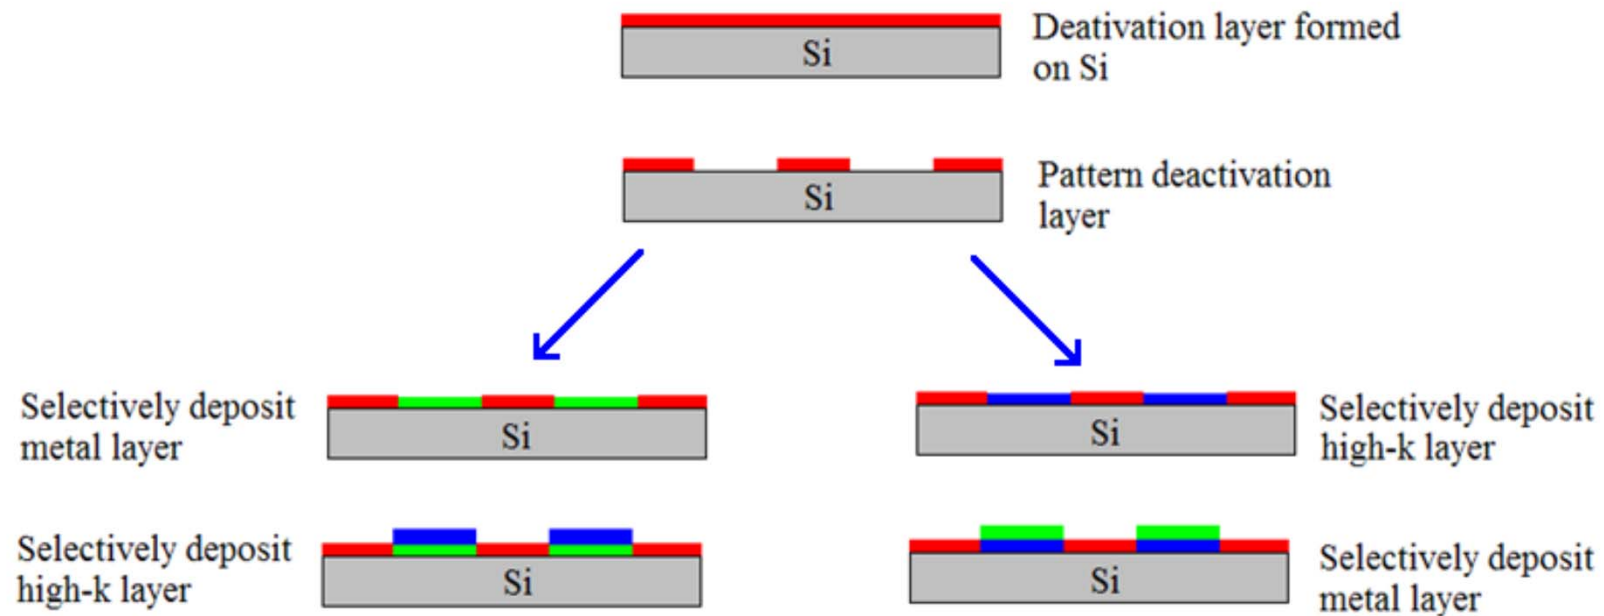 Si
Deativation layer formed
on Si
Si
Pattern deactivation
layer
Selectively deposit
metal layer
Si
Si
Selectively deposit
high-k layer
Selectively deposit
high-k layer
Si
Si
Selectively deposit
metal layer